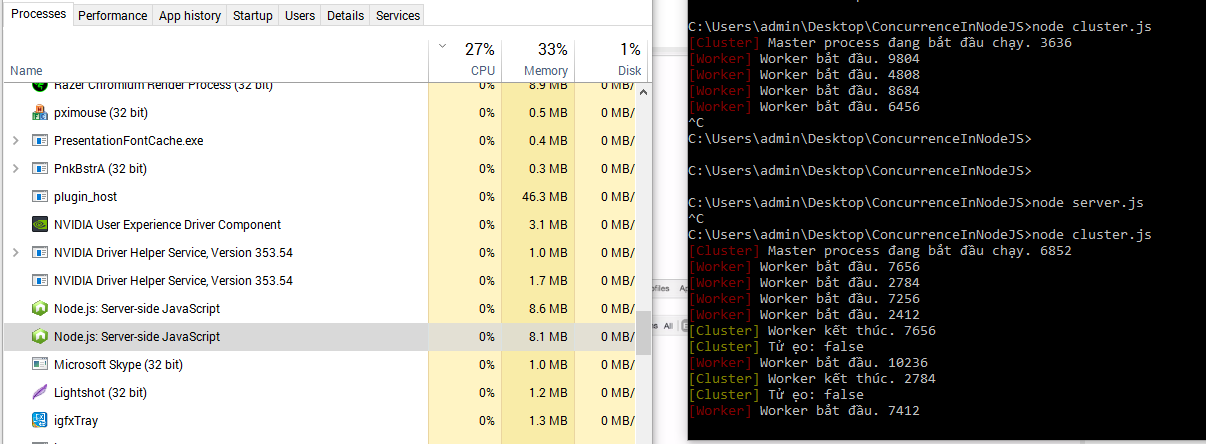 Processes Performance App history Startup Users Details Services
27% 33% 1%
Name CPU Memory Disk
Razer Chromium Render Process (32 bit) 0% 8.9 MB 0 MB/
pximouse (32 bit) 0% 0.5 MB 0 MB/
PresentationFontCache.exe 0% 0.4 MB 0 MB/
PnkBstrA (32 bit) 0% 0.3 MB 0 MB/
plugin_host 0% 46.3 MB 0 MB/
NVIDIA User Experience Driver Component 0% 3.1 MB 0 MB/
NVIDIA Driver Helper Service, Version 353.54 0% 1.0 MB 0 MB/
NVIDIA Driver Helper Service, Version 353.54 0% 1.7 MB 0 MB/
Node.js: Server-side JavaScript 0% 8.6 MB 0 MB/
Node.js: Server-side JavaScript 0% 8.1 MB 0 MB/
Microsoft Skype (32 bit) 0% 1.0 MB 0 MB/
Lightshot (32 bit) 0% 1.2 MB 0 MB/
igfxTray 0% 1.3 MB 0 MB/
ofiles Ap
s All
C:\Users\admin\Desktop\ConcurrenceInNodeJS>node cluster.js
[Cluster] Master process đang bắt đầu chạy. 3636
[Worker] Worker bắt đầu. 9804
[Worker] Worker bắt đầu. 4808
[Worker] Worker bắt đầu. 8684
[Worker] Worker bắt đầu. 6456
^C
C:\Users\admin\Desktop\ConcurrenceInNodeJS>
C:\Users\admin\Desktop\ConcurrenceInNodeJS>
C:\Users\admin\Desktop\ConcurrenceInNodeJS>node server.js
^C
C:\Users\admin\Desktop\ConcurrenceInNodeJS>node cluster.js
[Cluster] Master process đang bắt đầu chạy. 6852
[Worker] Worker bắt đầu. 7656
[Worker] Worker bắt đầu. 2784
[Worker] Worker bắt đầu. 7256
[Worker] Worker bắt đầu. 2412
[Cluster] Worker kết thúc. 7656
[Cluster] Tử ẹo: false
[Worker] Worker bắt đầu. 10236
[Cluster] Worker kết thúc. 2784
[Cluster] Tử ẹo: false
[Worker] Worker bắt đầu. 7412